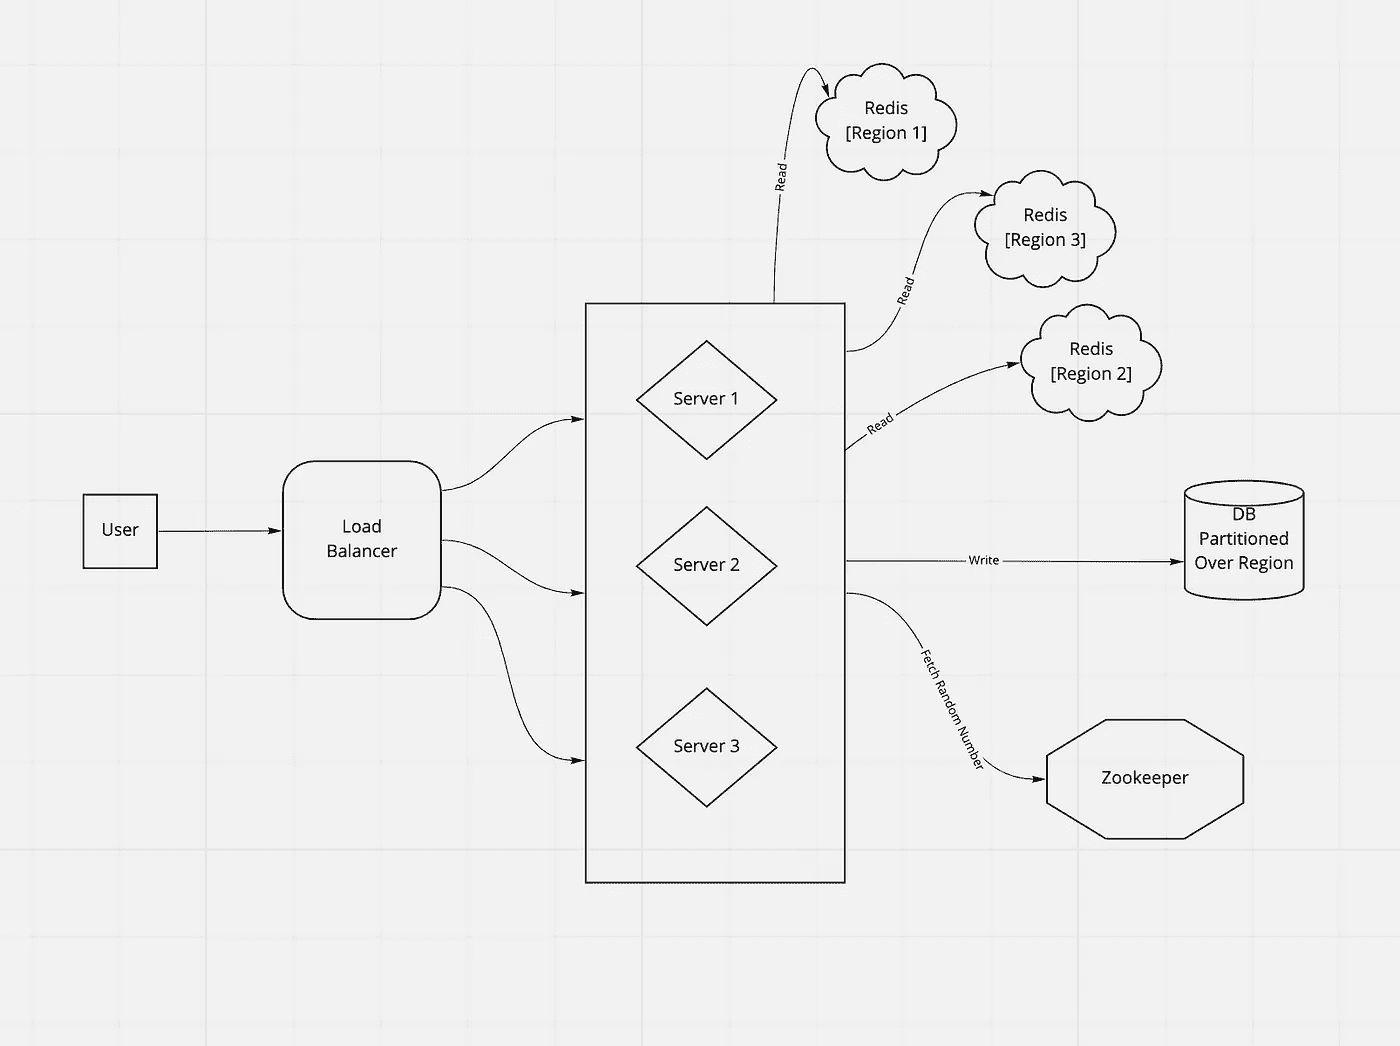 Redis
[Region 1]
Read
Redis
[Region 3]
Read
Redis
[Region 2]
Read
Server 1
User
Load
Balancer
Server 2
Write
DB
Partitioned
Over Region
Fetch Random Number
Server 3
Zookeeper